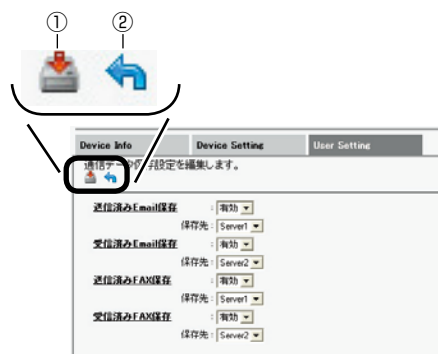 ① ②
Device Info Device Setting User Setting
通信データ保存設定を編集します。
送信済みEmail保存 : 有効
保存先 : Server1
受信済みEmail保存 : 有効
保存先 : Server2
送信済みFAX保存 : 有効
保存先 : Server1
受信済みFAX保存 : 有効
保存先 : Server2